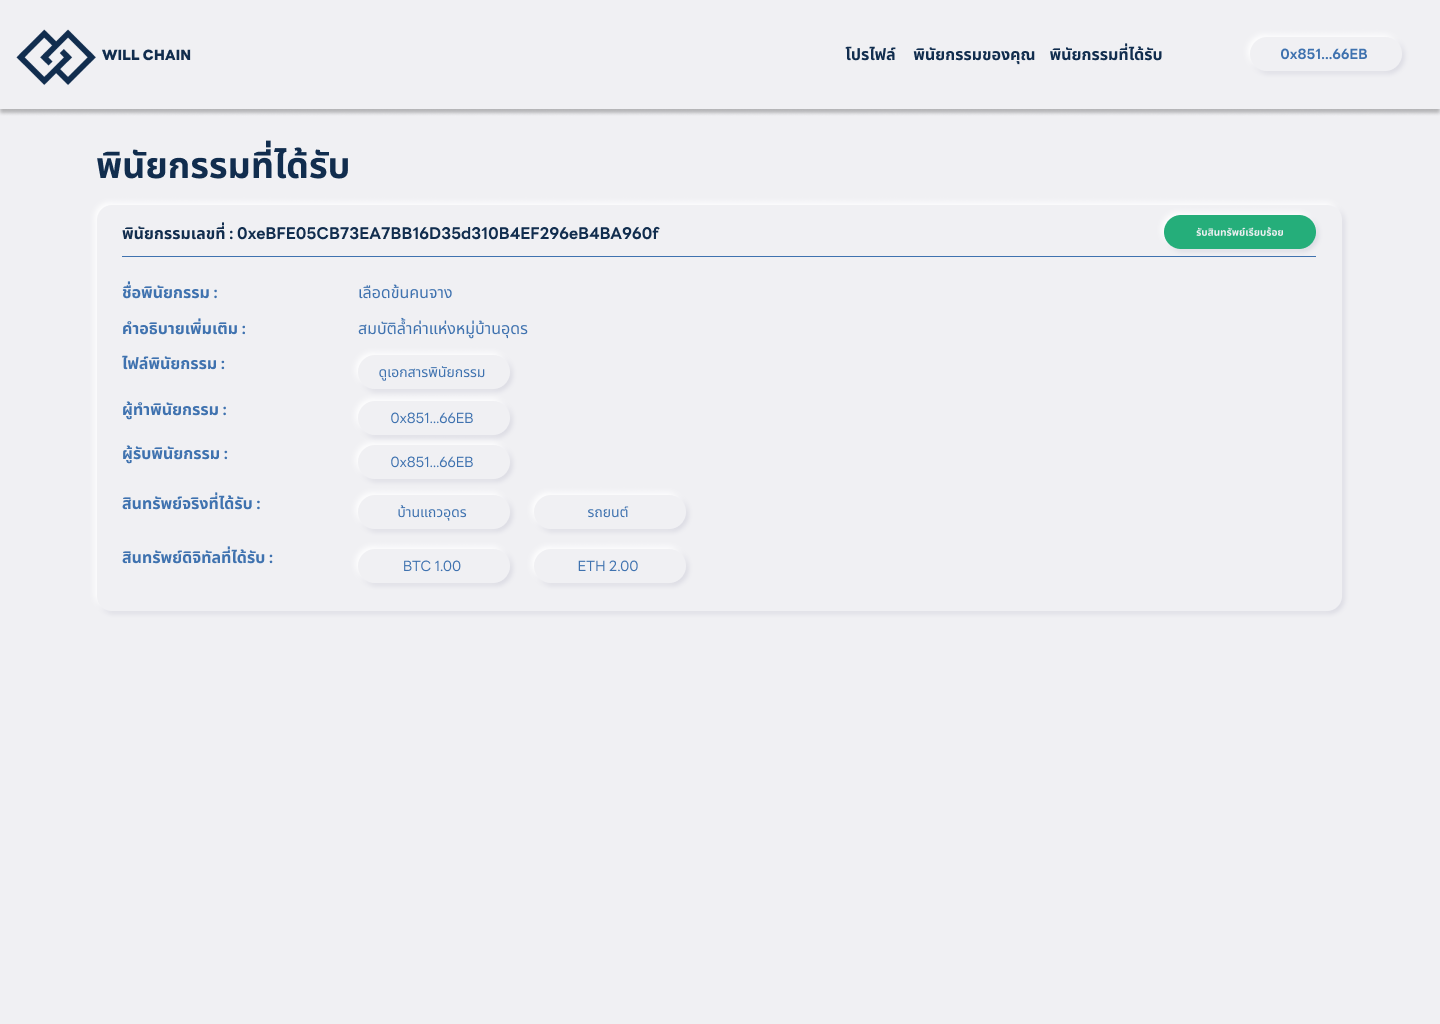 WILL CHAIN
โปรไฟล์ พินัยกรรมของคุณ พินัยกรรมที่ได้รับ 0x851...66EB
พินัยกรรมที่ได้รับ
พินัยกรรมเลขที่ : 0xeBFE05CB73EA7BB16D35d310B4EF296eB4BA960f รับสินทรัพย์เรียบร้อย
ชื่อพินัยกรรม : เลือดข้นคนจาง
คำอธิบายเพิ่มเติม : สมบัติล้ำค่าแห่งหมู่บ้านอุดร
ไฟล์พินัยกรรม : ดูเอกสารพินัยกรรม
ผู้ทำพินัยกรรม : 0x851...66EB
ผู้รับพินัยกรรม : 0x851...66EB
สินทรัพย์จริงที่ได้รับ : บ้านแถวอุดร รถยนต์
สินทรัพย์ดิจิทัลที่ได้รับ : BTC 1.00 ETH 2.00